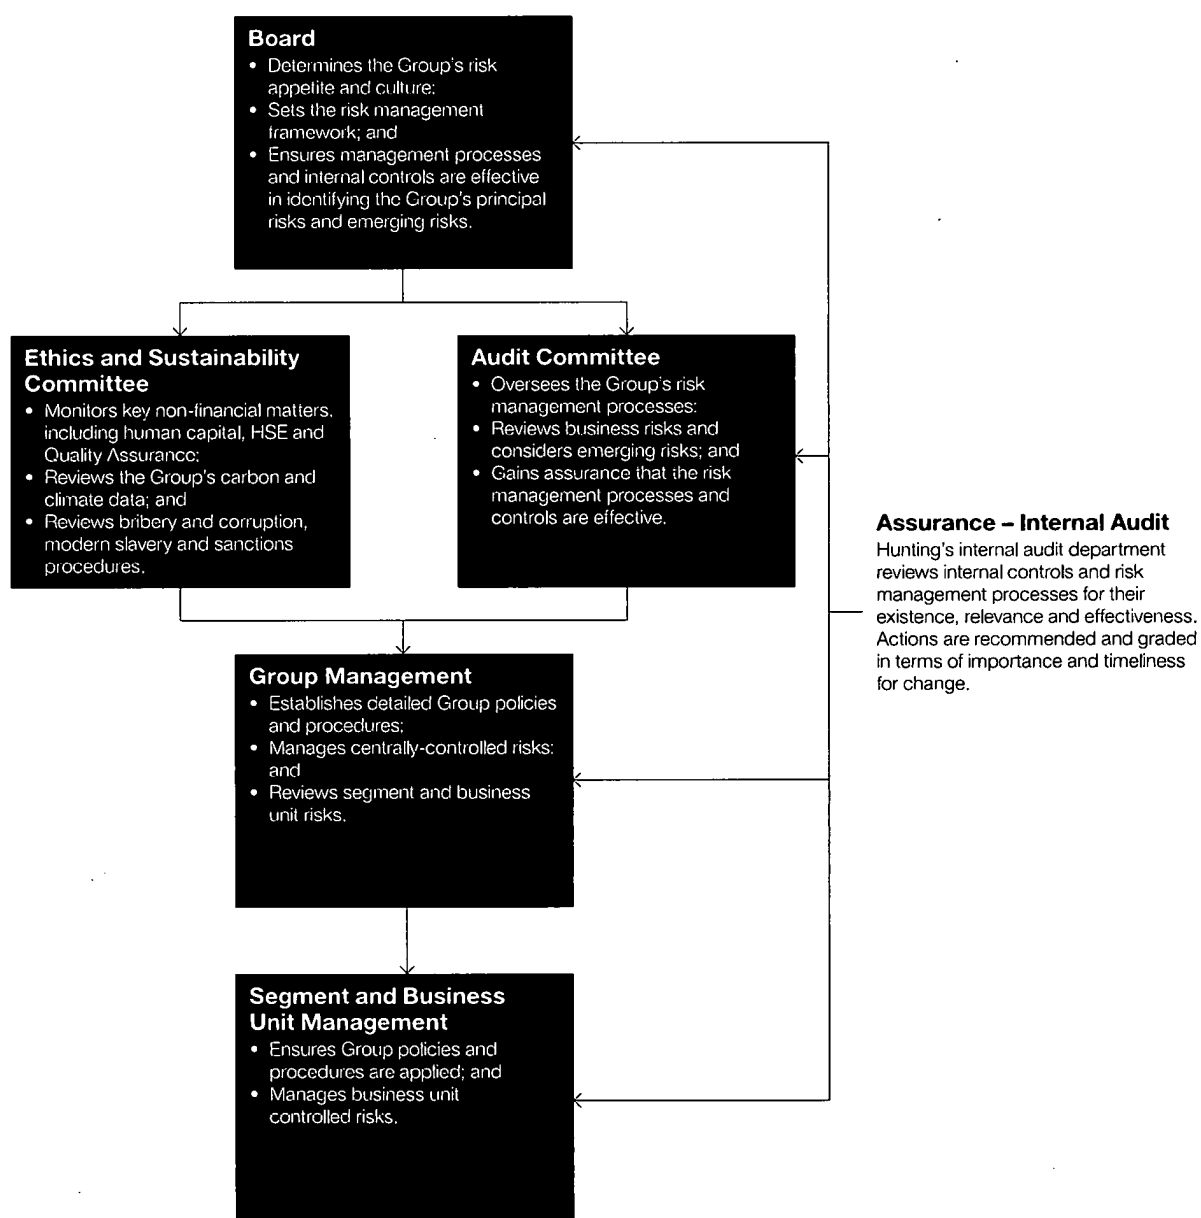 Board
• Determines the Group's risk
appetite and culture;
• Sets the risk management
framework; and
• Ensures management processes
and internal controls are effective
in identifying the Group's principal
risks and emerging risks.
Ethics and Sustainability
Committee
• Monitors key non-financial matters,
including human capital, HSE and
Quality Assurance;
• Reviews the Group's carbon and
climate data; and
• Reviews bribery and corruption,
modern slavery and sanctions
procedures.
Audit Committee
• Oversees the Group's risk
management processes;
• Reviews business risks and
considers emerging risks; and
• Gains assurance that the risk
management processes and
controls are effective.
Assurance – Internal Audit
Hunting's internal audit department
reviews internal controls and risk
management processes for their
existence, relevance and effectiveness.
Actions are recommended and graded
in terms of importance and timeliness
for change.
Group Management
• Establishes detailed Group policies
and procedures;
• Manages centrally-controlled risks;
and
• Reviews segment and business
unit risks.
Segment and Business
Unit Management
• Ensures Group policies and
procedures are applied; and
• Manages business unit
controlled risks.